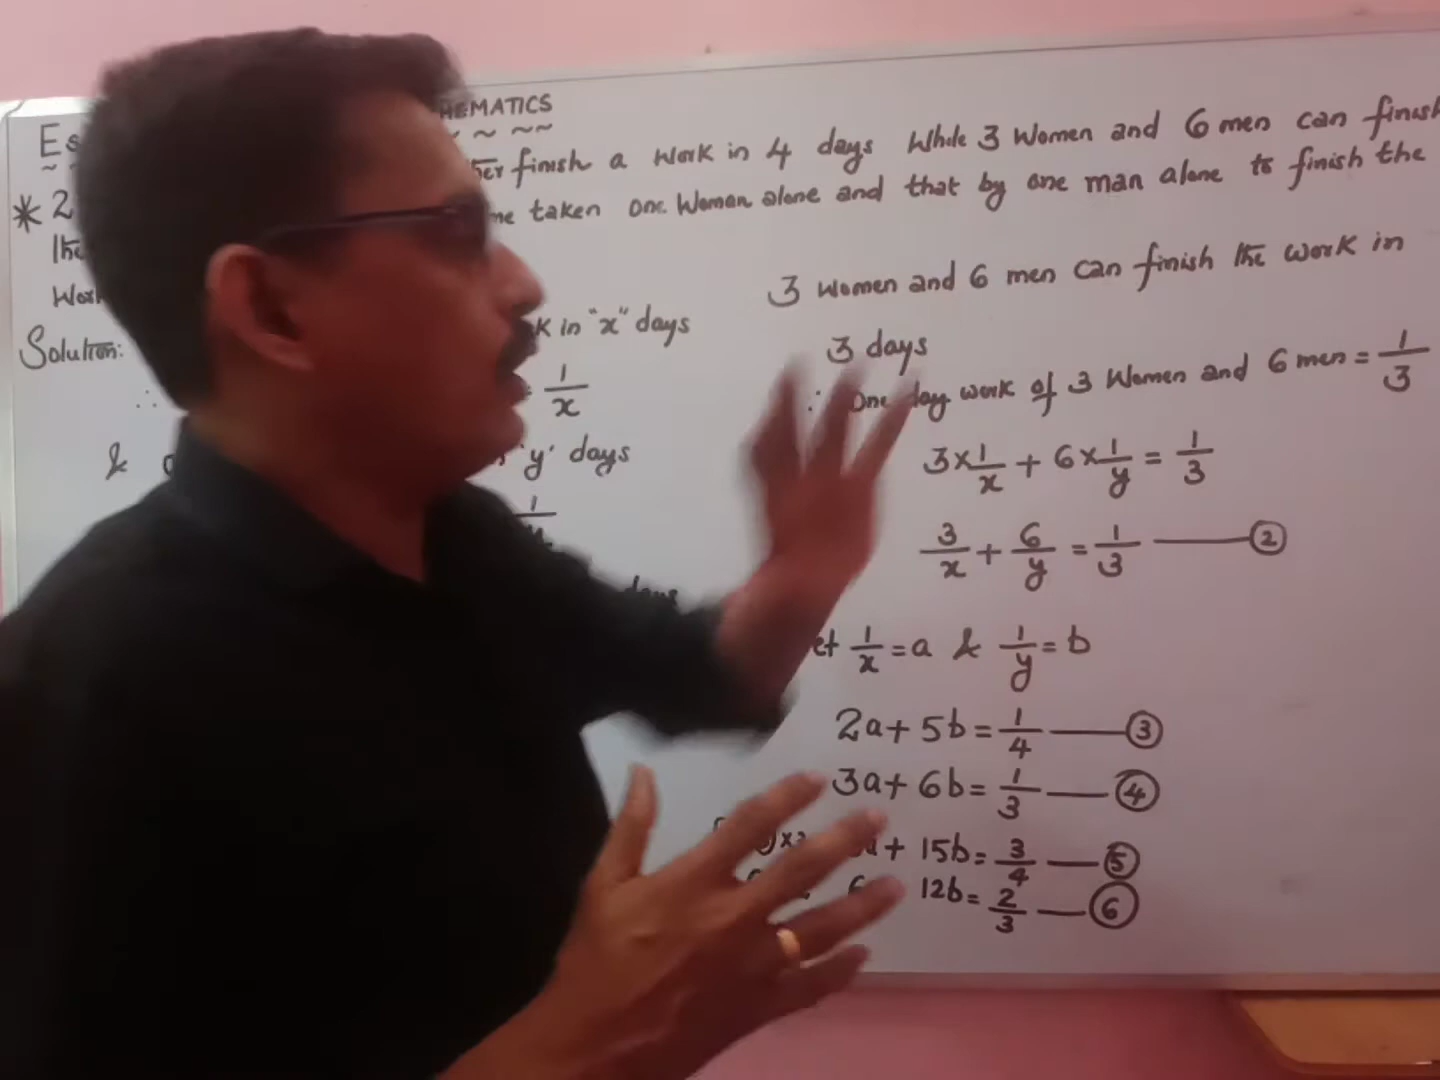 Es HEMATICS
* 2 finish a work in 4 days While 3 Women and 6 men can finish
the taken one Woman alone and that by one man alone to finish the
Work
Solution: K in "x" days
∴ 1/x
& 'y' days
1/y
days
3 women and 6 men can finish the work in
3 days
∴ One day work of 3 Women and 6 men = 1/3
3×1/x + 6×1/y = 1/3
3/x + 6/y = 1/3 —— ②
et 1/x = a & 1/y = b
2a + 5b = 1/4 —— ③
3a + 6b = 1/3 —— ④
+ 15b = 3/4 —— ⑤
12b = 2/3 —— ⑥